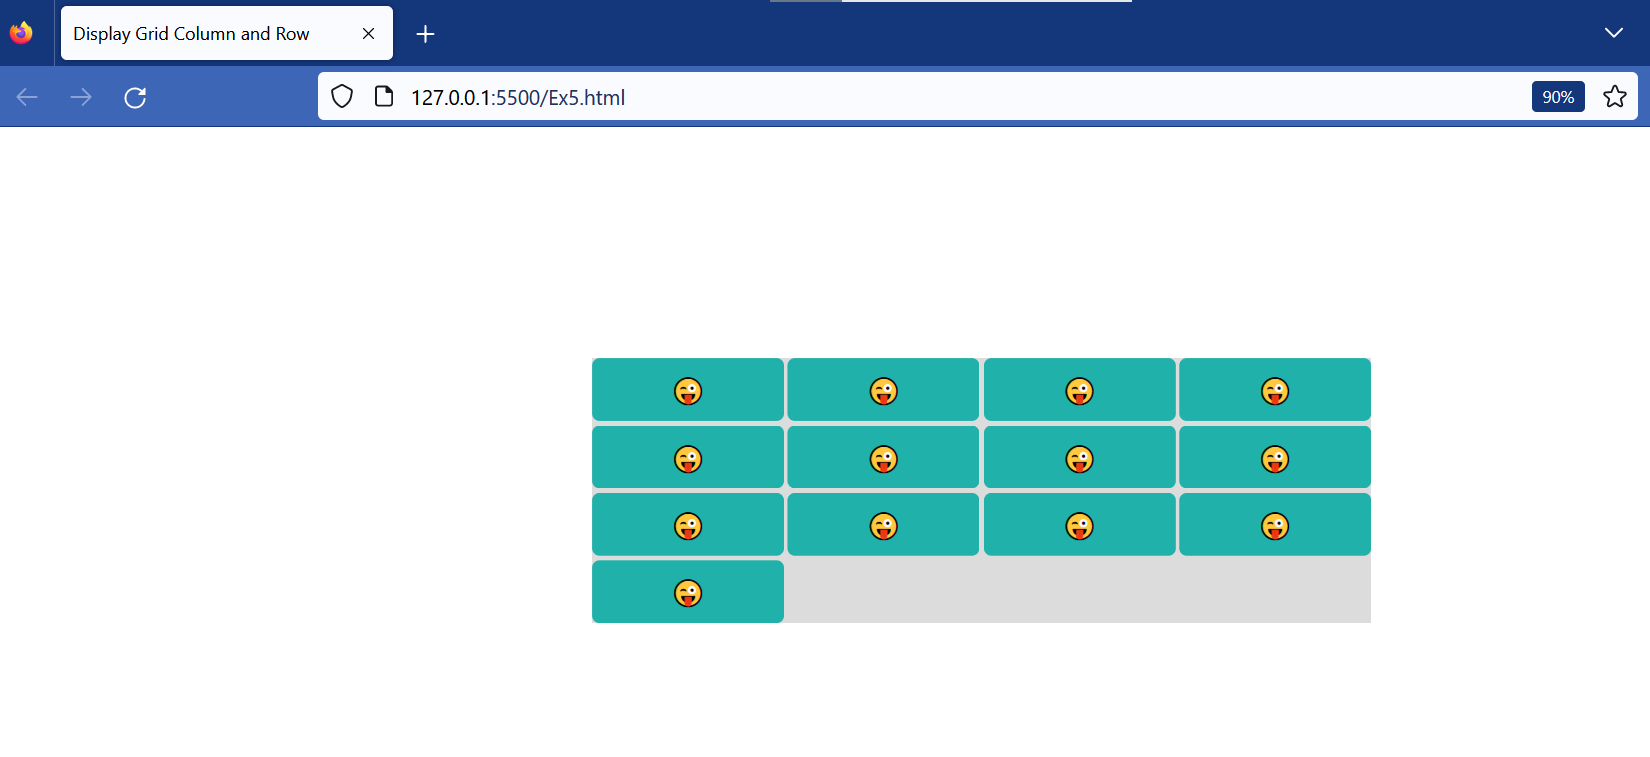 Display Grid Column and Row
127.0.0.1:5500/Ex5.html
90%
😜 😜 😜 😜
😜 😜 😜 😜
😜 😜 😜 😜
😜